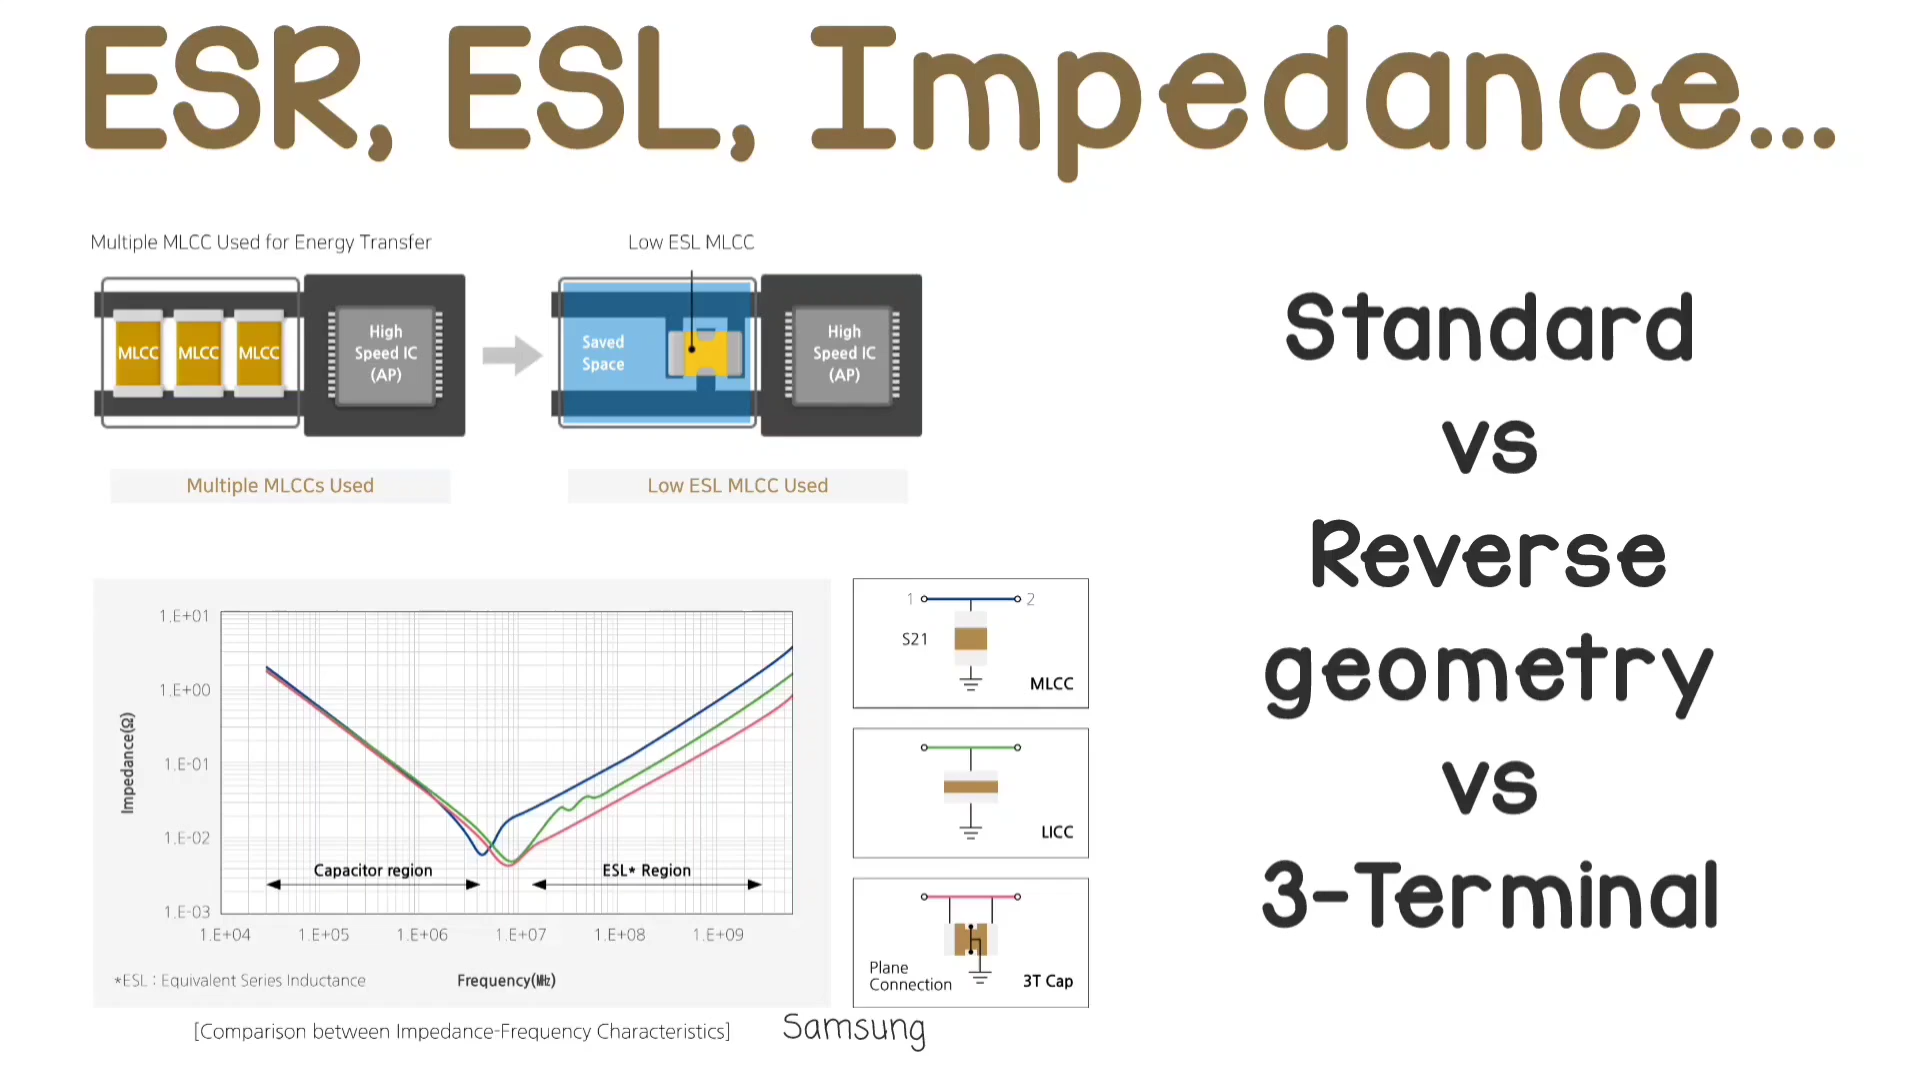 ESR, ESL, Impedance...
Multiple MLCC Used for Energy Transfer
Low ESL MLCC
MLCC
MLCC
MLCC
High
Speed IC
(AP)
Saved
Space
High
Speed IC
(AP)
Multiple MLCCs Used
Low ESL MLCC Used
Standard
vs
Reverse
geometry
vs
3-Terminal
Impedance(Ω)
1.E+01
1.E+00
1.E-01
1.E-02
1.E-03
Capacitor region
ESL* Region
1.E+04
1.E+05
1.E+06
1.E+07
1.E+08
1.E+09
*ESL : Equivalent Series Inductance
Frequency(㎒)
[Comparison between Impedance-Frequency Characteristics]
1
2
S21
MLCC
LICC
Plane
Connection
3T Cap
Samsung